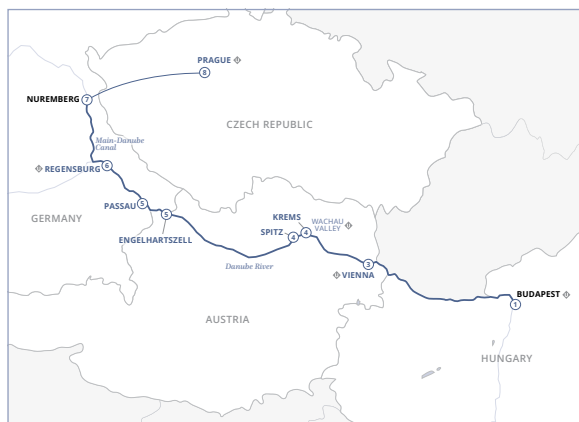 PRAGUE
8
NUREMBERG
7
CZECH REPUBLIC
Main-Danube
Canal
REGENSBURG
6
PASSAU
5
5
GERMANY
ENGELHARTSZELL
KREMS
4
WACHAU
VALLEY
SPITZ
4
Danube River
3
VIENNA
BUDAPEST
1
AUSTRIA
HUNGARY